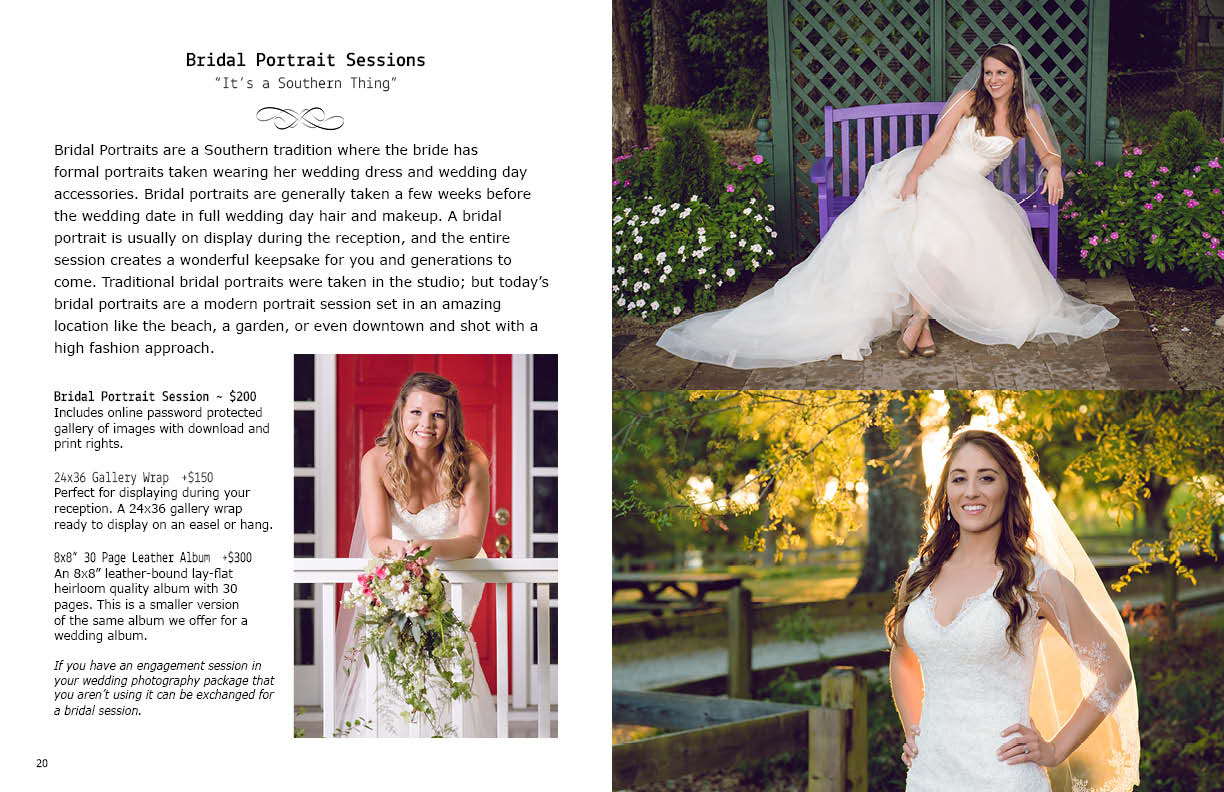 Bridal Portrait Sessions
“It’s a Southern Thing”
Bridal Portraits are a Southern tradition where the bride has
formal portraits taken wearing her wedding dress and wedding day
accessories. Bridal portraits are generally taken a few weeks before
the wedding date in full wedding day hair and makeup. A bridal
portrait is usually on display during the reception, and the entire
session creates a wonderful keepsake for you and generations to
come. Traditional bridal portraits were taken in the studio; but today’s
bridal portraits are a modern portrait session set in an amazing
location like the beach, a garden, or even downtown and shot with a
high fashion approach.
Bridal Portrait Session ~ $200
Includes online password protected
gallery of images with download and
print rights.
24x36 Gallery Wrap +$150
Perfect for displaying during your
reception. A 24x36 gallery wrap
ready to display on an easel or hang.
8x8” 30 Page Leather Album +$300
An 8x8” leather-bound lay-flat
heirloom quality album with 30
pages. This is a smaller version
of the same album we offer for a
wedding album.
If you have an engagement session in
your wedding photography package that
you aren’t using it can be exchanged for
a bridal session.
20